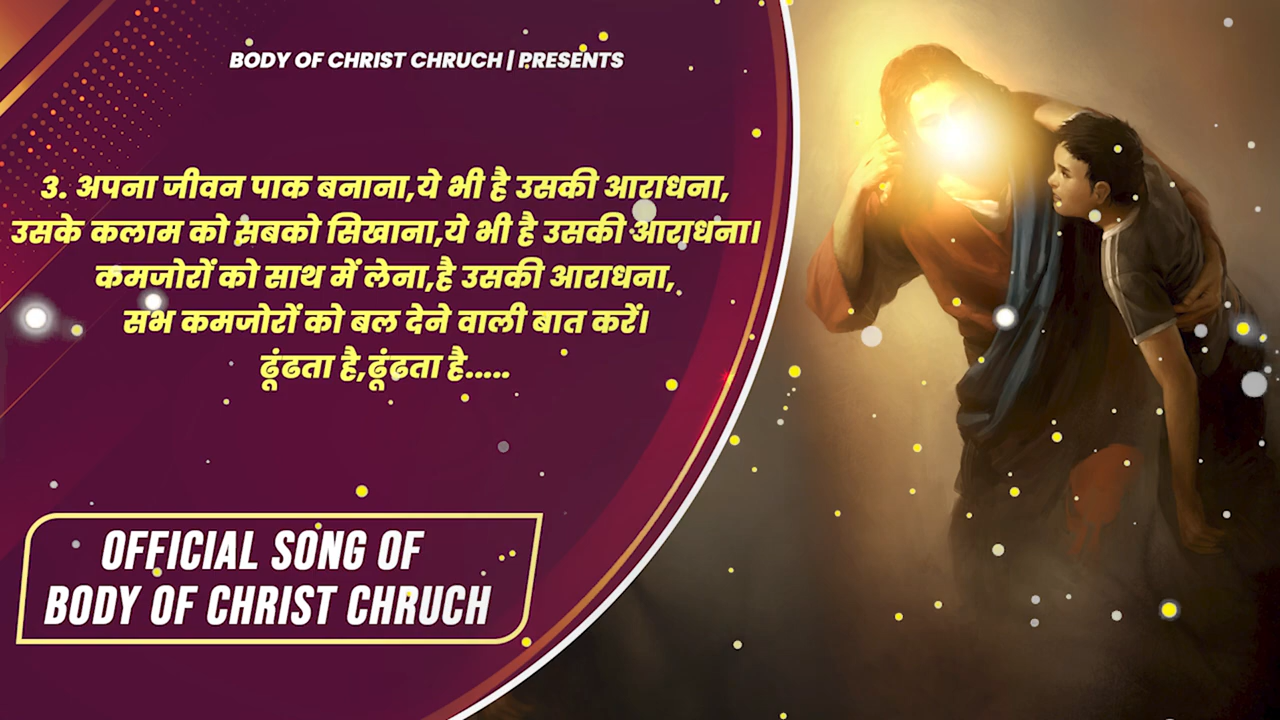 BODY OF CHRIST CHRUCH | PRESENTS
3. अपना जीवन पाक बनाना,ये भी है उसकी आराधना,
उसके कलाम को सबको सिखाना,ये भी है उसकी आराधना।
कमजोरों को साथ में लेना,है उसकी आराधना,
सभ कमजोरों को बल देने वाली बात करें।
ढूंढता है,ढूंढता है.....
OFFICIAL SONG OF
BODY OF CHRIST CHRUCH